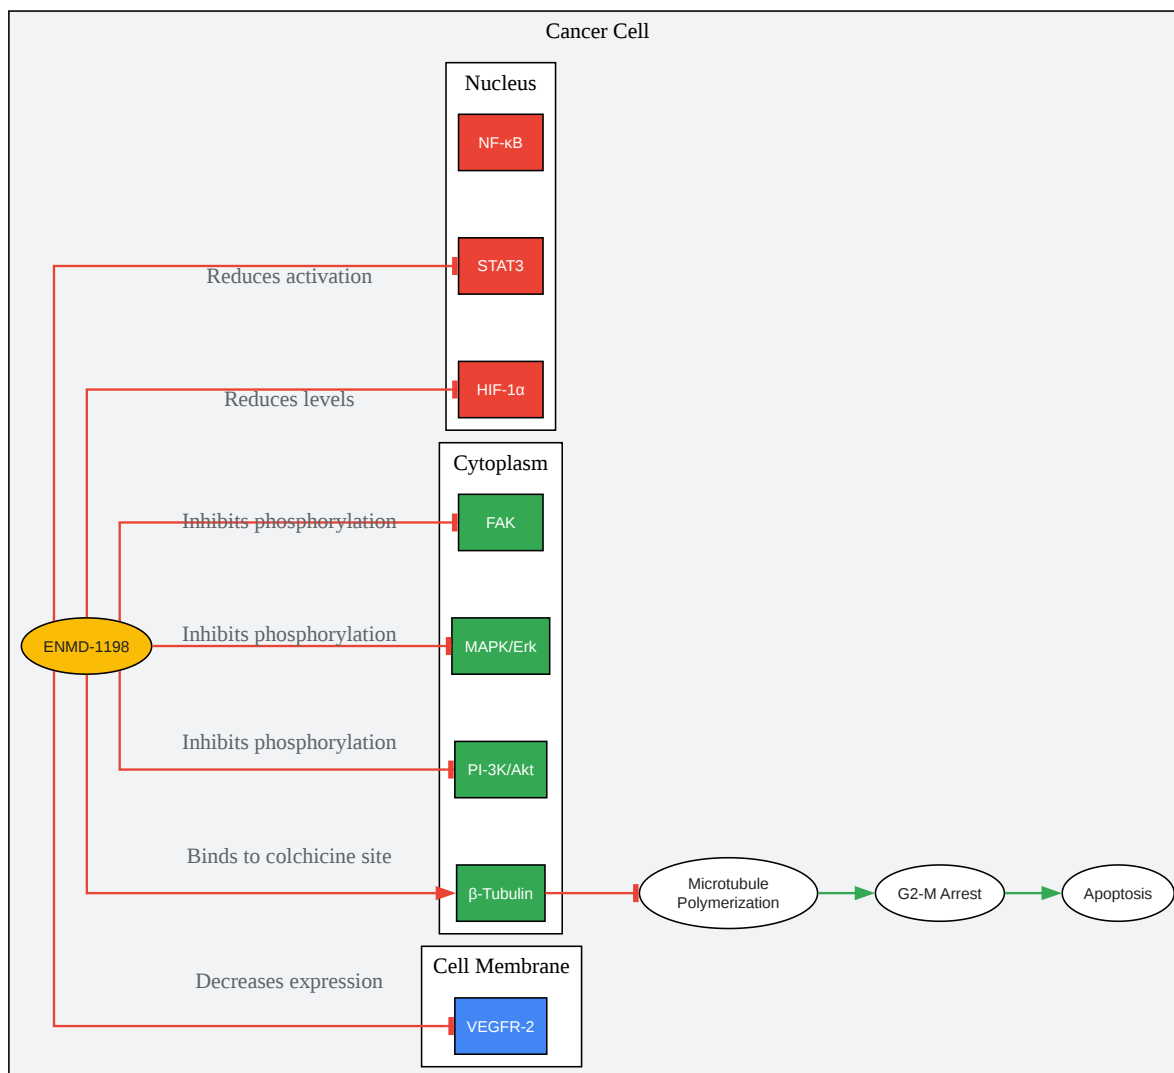 Cancer Cell
Nucleus
NF-κB
STAT3
Reduces activation
HIF-1α
Reduces levels
Cytoplasm
FAK
Inhibits phosphorylation
ENMD-1198
Inhibits phosphorylation
MAPK/Erk
Inhibits phosphorylation
PI-3K/Akt
Binds to colchicine site
β-Tubulin
Microtubule
Polymerization
G2-M Arrest
Apoptosis
Cell Membrane
Decreases expression
VEGFR-2